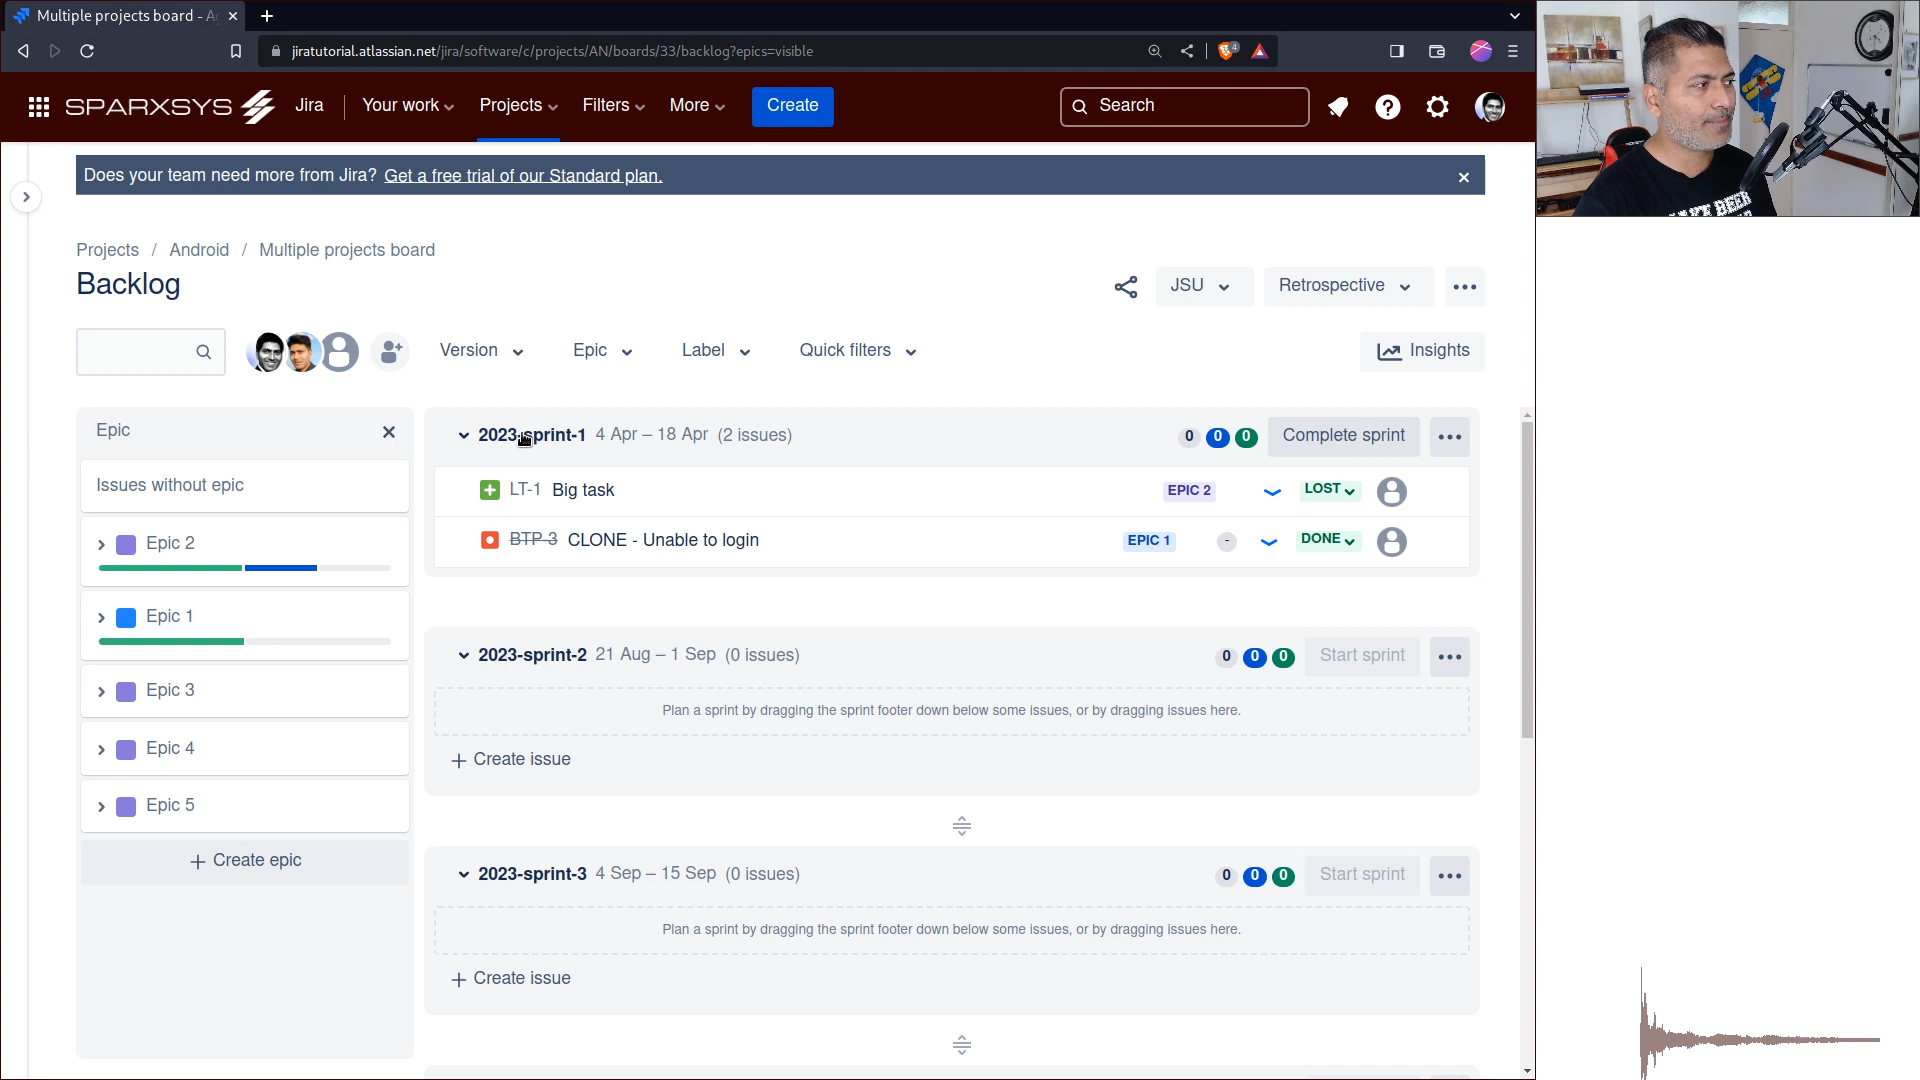 Multiple projects board - A
jiratutorial.atlassian.net/jira/software/c/projects/AN/boards/33/backlog?epics=visible
4
SPARXSYS Jira Your work Projects Filters More Create Search
Does your team need more from Jira? Get a free trial of our Standard plan.
Projects / Android / Multiple projects board
Backlog
JSU Retrospective
Version Epic Label Quick filters Insights
Epic
Issues without epic
Epic 2
Epic 1
Epic 3
Epic 4
Epic 5
+ Create epic
2023-sprint-1 4 Apr – 18 Apr (2 issues) 0 0 0 Complete sprint
LT-1 Big task EPIC 2 LOST
BTP-3 CLONE - Unable to login EPIC 1 - DONE
2023-sprint-2 21 Aug – 1 Sep (0 issues) 0 0 0 Start sprint
Plan a sprint by dragging the sprint footer down below some issues, or by dragging issues here.
+ Create issue
2023-sprint-3 4 Sep – 15 Sep (0 issues) 0 0 0 Start sprint
Plan a sprint by dragging the sprint footer down below some issues, or by dragging issues here.
+ Create issue
BEER